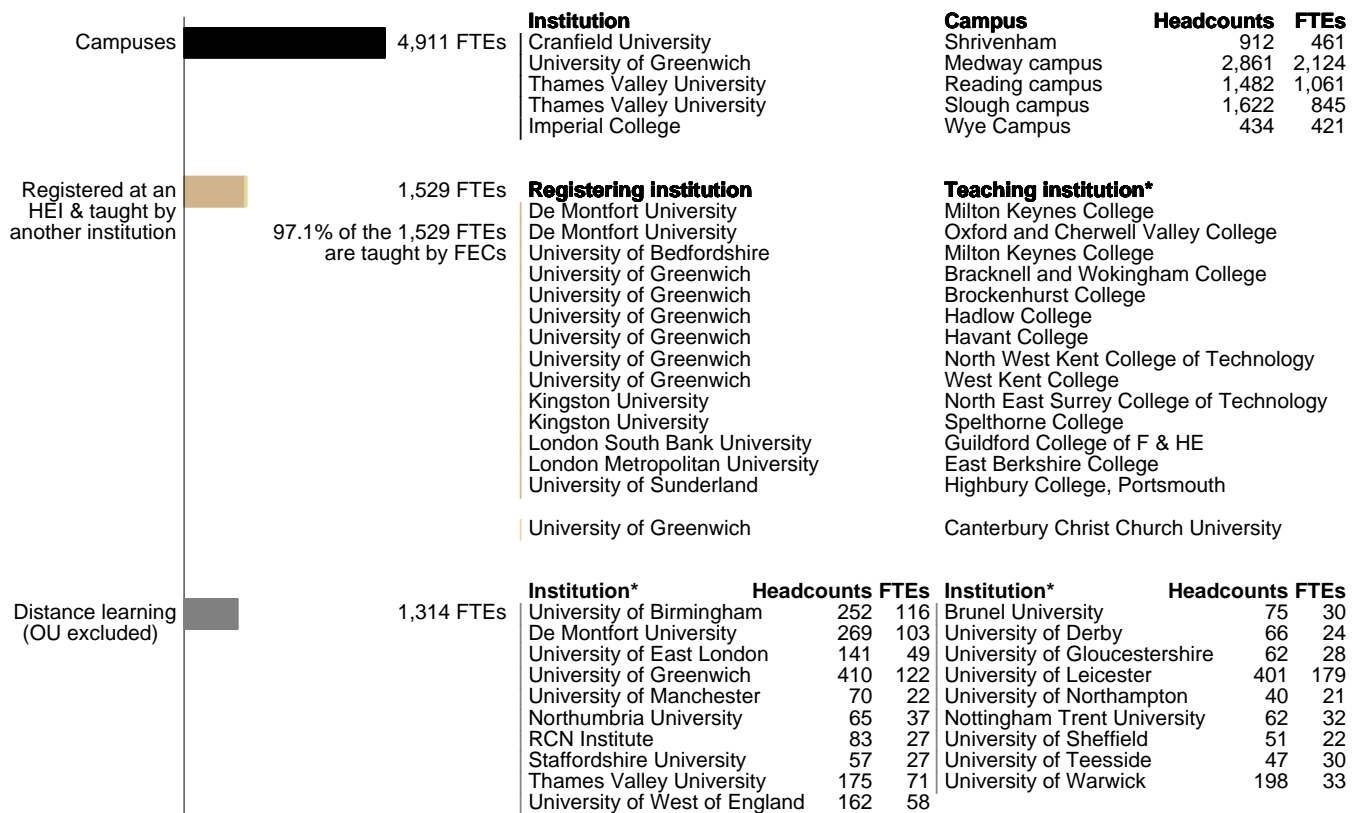 Institution Campus Headcounts FTEs
Campuses 4,911 FTEs Cranfield University Shrivenham 912 461
University of Greenwich Medway campus 2,861 2,124
Thames Valley University Reading campus 1,482 1,061
Thames Valley University Slough campus 1,622 845
Imperial College Wye Campus 434 421
Registered at an 1,529 FTEs Registering institution Teaching institution*
HEI & taught by De Montfort University Milton Keynes College
another institution 97.1% of the 1,529 FTEs De Montfort University Oxford and Cherwell Valley College
are taught by FECs University of Bedfordshire Milton Keynes College
University of Greenwich Bracknell and Wokingham College
University of Greenwich Brockenhurst College
University of Greenwich Hadlow College
University of Greenwich Havant College
University of Greenwich North West Kent College of Technology
University of Greenwich West Kent College
Kingston University North East Surrey College of Technology
Kingston University Spelthorne College
London South Bank University Guildford College of F & HE
London Metropolitan University East Berkshire College
University of Sunderland Highbury College, Portsmouth
University of Greenwich Canterbury Christ Church University
Institution* Headcounts FTEs Institution* Headcounts FTEs
Distance learning 1,314 FTEs University of Birmingham 252 116 Brunel University 75 30
(OU excluded) De Montfort University 269 103 University of Derby 66 24
University of East London 141 49 University of Gloucestershire 62 28
University of Greenwich 410 122 University of Leicester 401 179
University of Manchester 70 22 University of Northampton 40 21
Northumbria University 65 37 Nottingham Trent University 62 32
RCN Institute 83 27 University of Sheffield 51 22
Staffordshire University 57 27 University of Teesside 47 30
Thames Valley University 175 71 University of Warwick 198 33
University of West of England 162 58